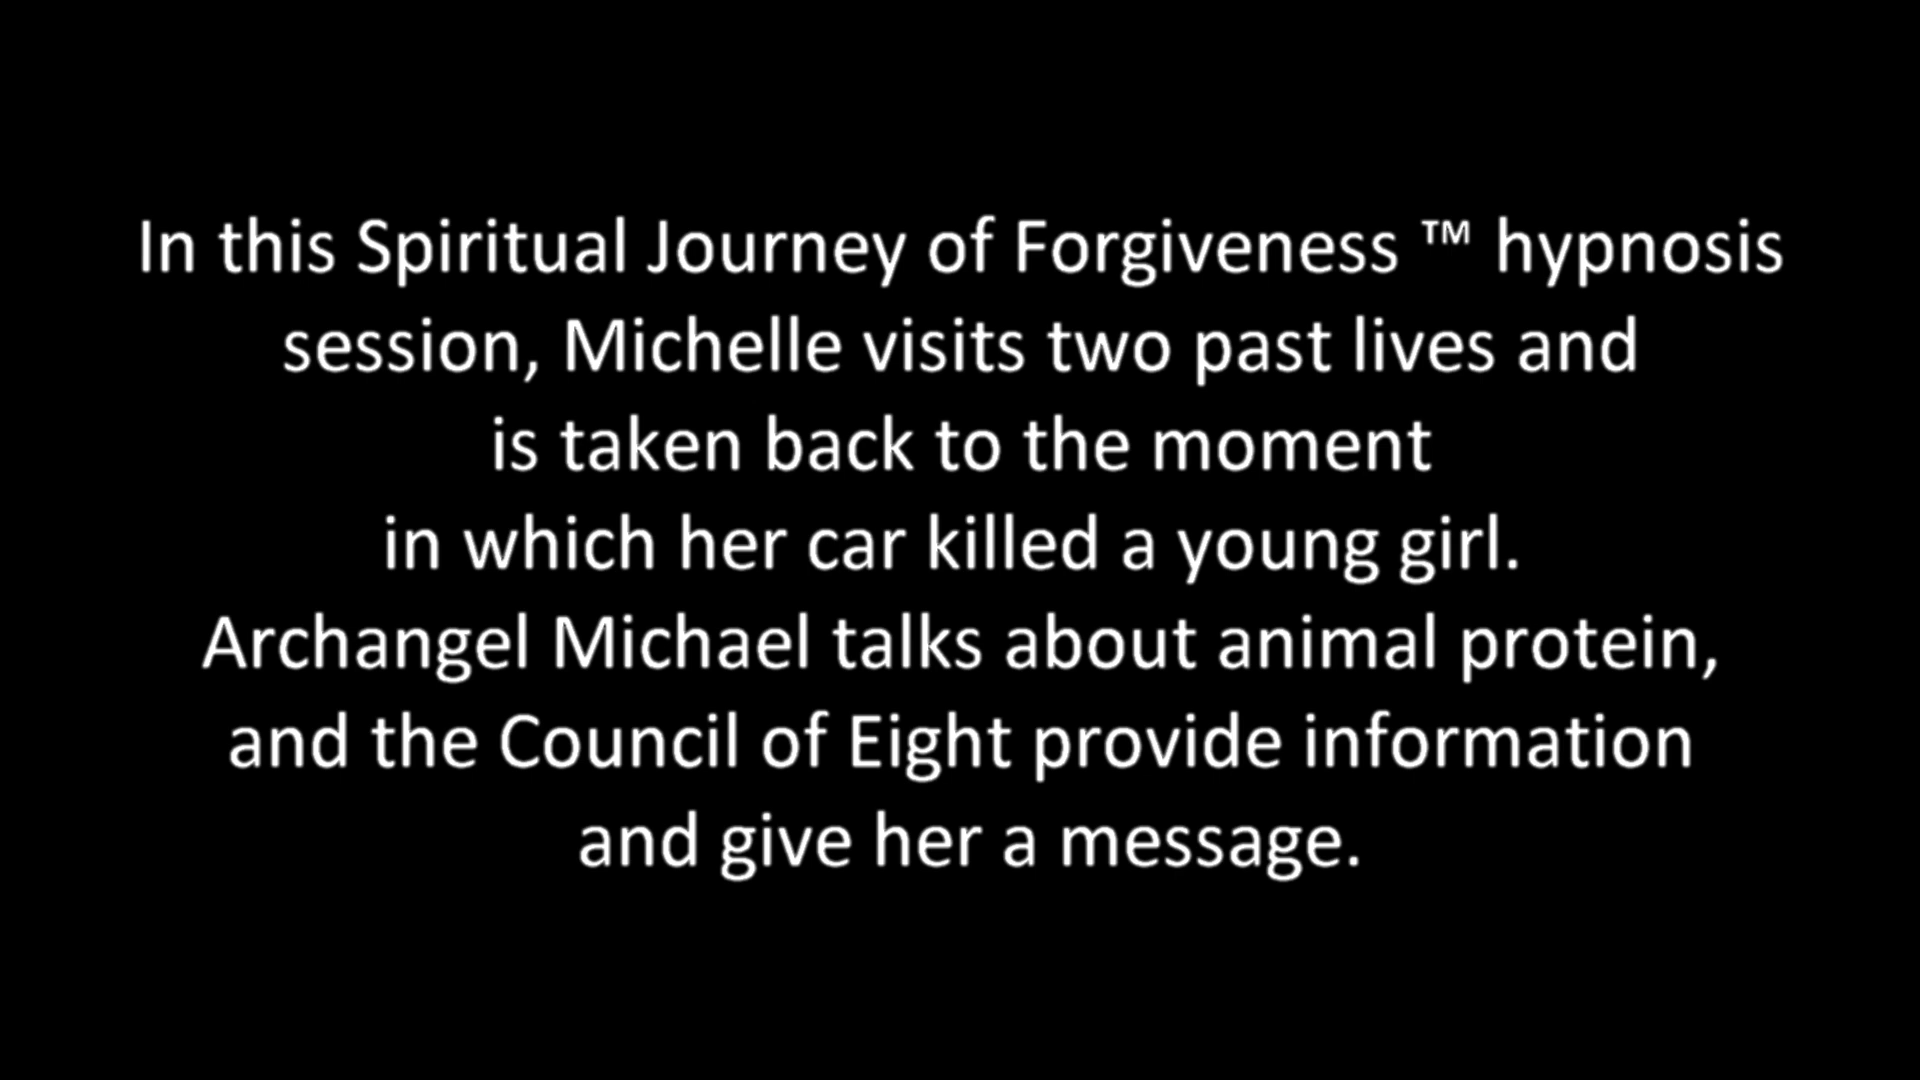 In this Spiritual Journey of Forgiveness ™ hypnosis
session, Michelle visits two past lives and
is taken back to the moment
in which her car killed a young girl.
Archangel Michael talks about animal protein,
and the Council of Eight provide information
and give her a message.